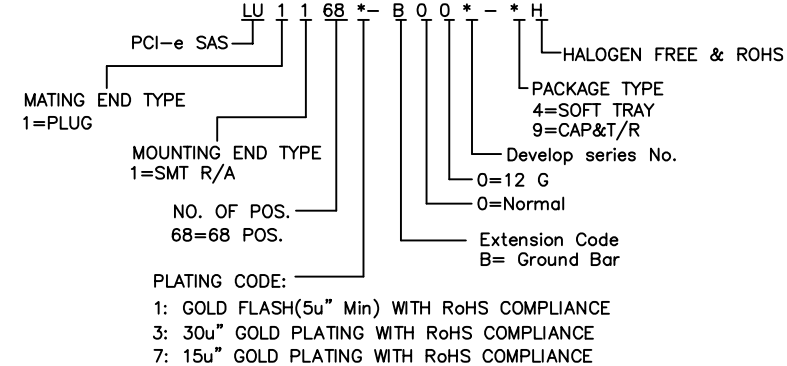 LU 1 1 68 *- B 0 0 * - * H
PCI-e SAS
HALOGEN FREE & ROHS
MATING END TYPE
1=PLUG
PACKAGE TYPE
4=SOFT TRAY
9=CAP&T/R
MOUNTING END TYPE
1=SMT R/A
Develop series No.
0=12 G
0=Normal
NO. OF POS.
68=68 POS.
Extension Code
B= Ground Bar
PLATING CODE:
1: GOLD FLASH(5u" Min) WITH RoHS COMPLIANCE
3: 30u" GOLD PLATING WITH RoHS COMPLIANCE
7: 15u" GOLD PLATING WITH RoHS COMPLIANCE